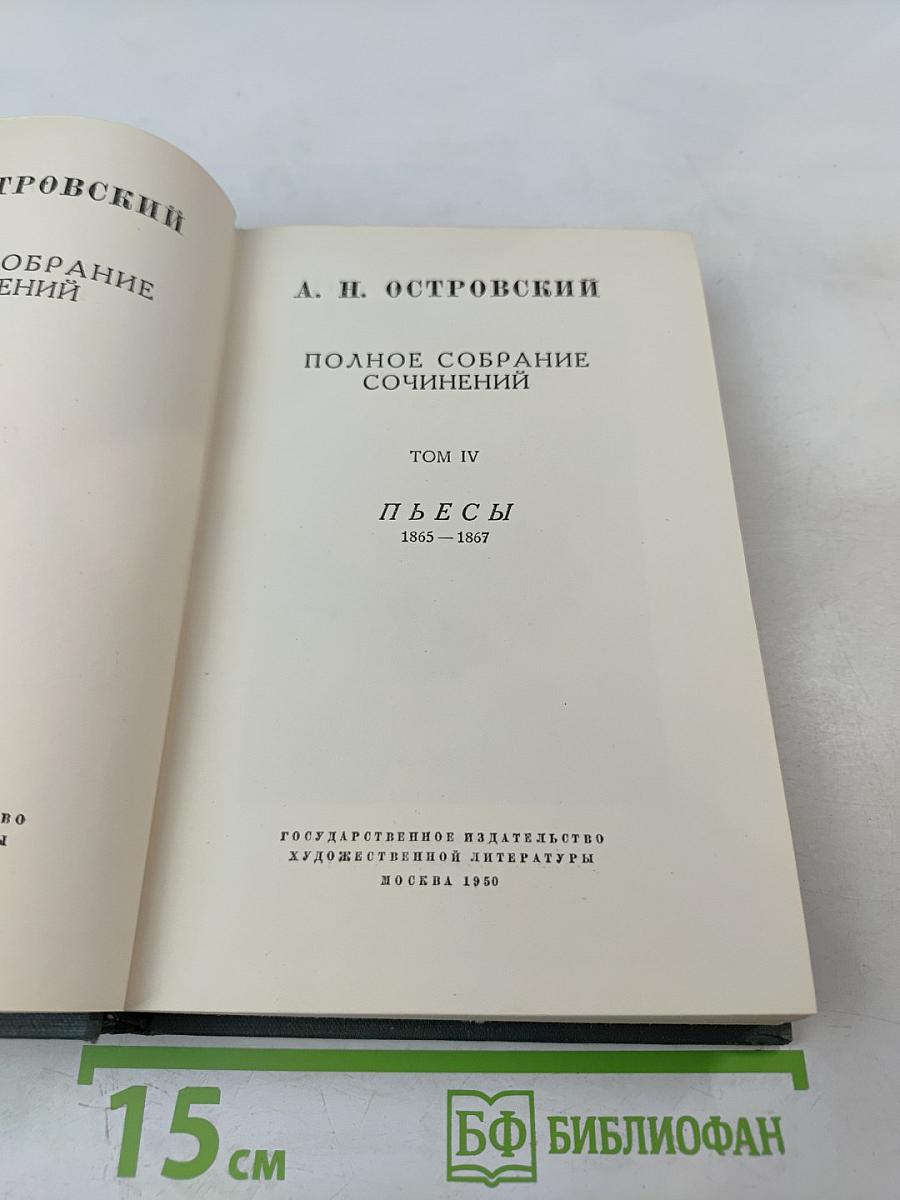 ТРОВСКИЙ
ОБРАНИЕ
ЕНИЙ
ВО
Ы
А. Н. ОСТРОВСКИЙ
ПОЛНОЕ СОБРАНИЕ
СОЧИНЕНИЙ
ТОМ IV
ПЬЕСЫ
1865 — 1867
ГОСУДАРСТВЕННОЕ ИЗДАТЕЛЬСТВО
ХУДОЖЕСТВЕННОЙ ЛИТЕРАТУРЫ
МОСКВА 1950
15 см
БФ БИБЛИОФАН